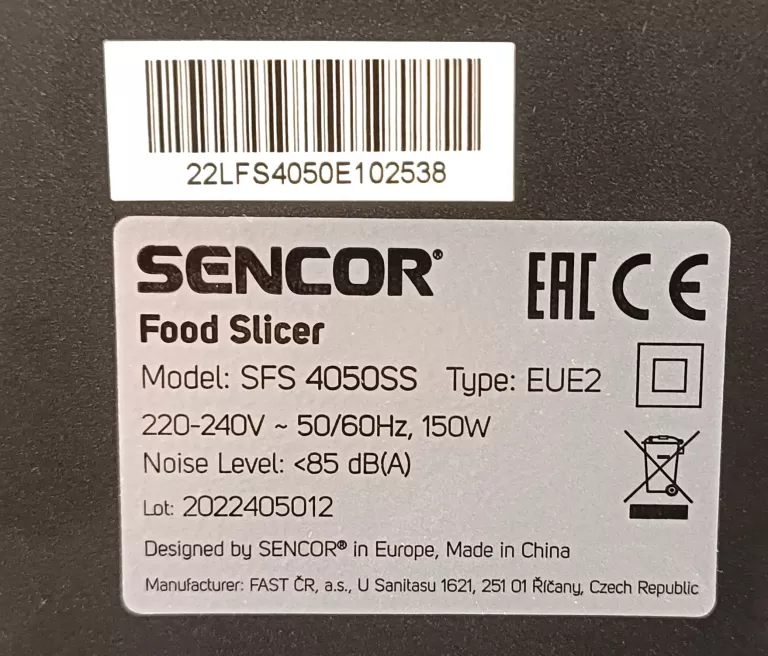 22LFS4050E102538
SENCOR®
EAC CE
Food Slicer
Model: SFS 4050SS Type: EUE2
220-240V ~ 50/60Hz, 150W
Noise Level: <85 dB(A)
Lot: 2022405012
Designed by SENCOR® in Europe, Made in China
Manufacturer: FAST ČR, a.s., U Sanitasu 1621, 251 01 Říčany, Czech Republic